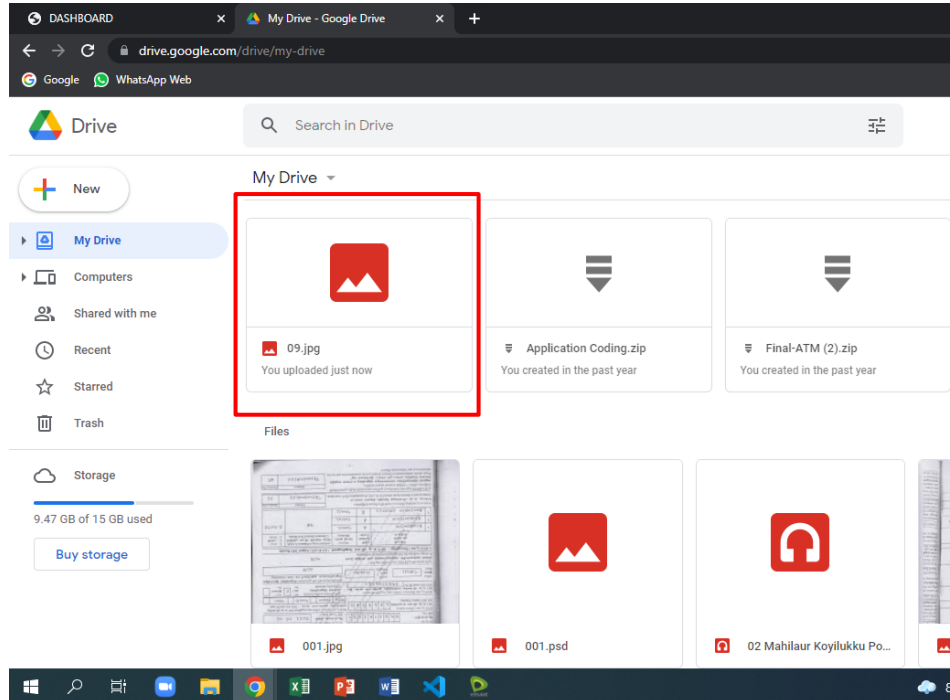 DASHBOARD
My Drive - Google Drive
drive.google.com/drive/my-drive
Google
WhatsApp Web
Drive
Search in Drive
New
My Drive
My Drive
Computers
Shared with me
Recent
Starred
Trash
Storage
9.47 GB of 15 GB used
Buy storage
09.jpg
You uploaded just now
Application Coding.zip
You created in the past year
Final-ATM (2).zip
You created in the past year
Files
001.jpg
001.psd
02 Mahilaur Koyilukku Po...